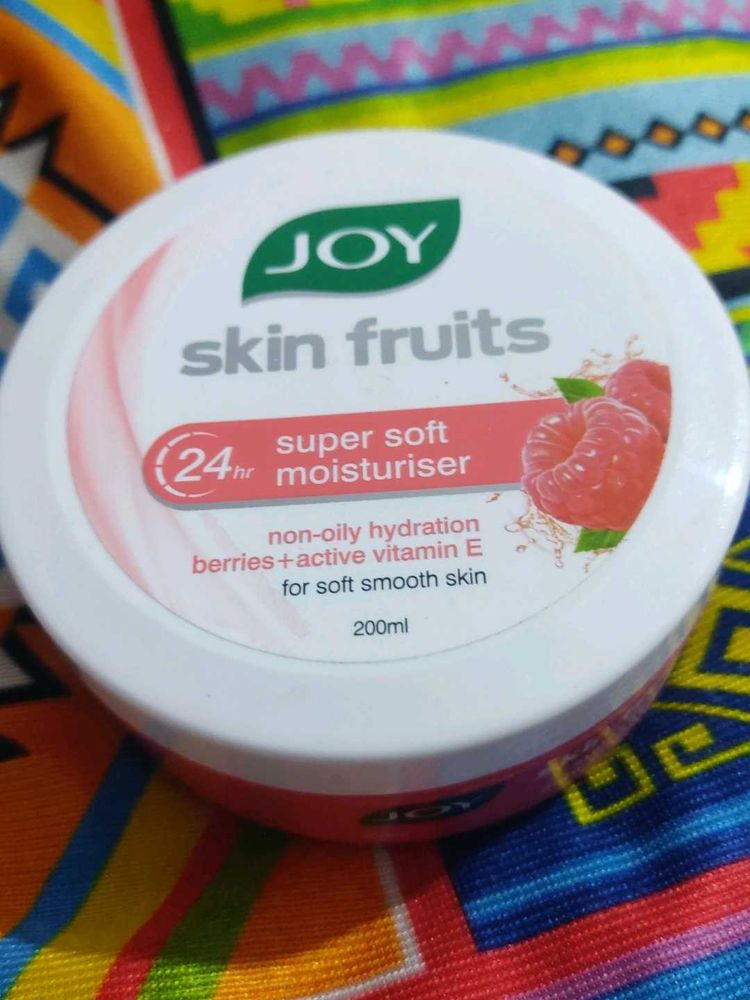 JOY
skin fruits
24hr
super soft
moisturiser
non-oily hydration
berries+active vitamin E
for soft smooth skin
200ml
JOY